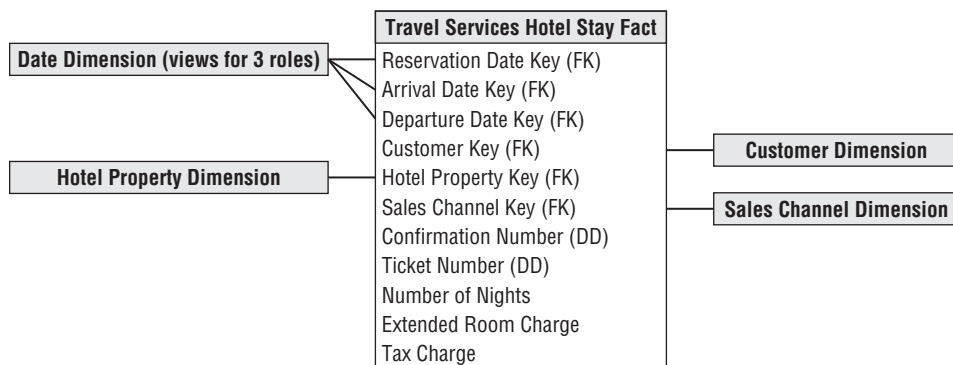 Travel Services Hotel Stay Fact
Date Dimension (views for 3 roles)
Reservation Date Key (FK)
Arrival Date Key (FK)
Departure Date Key (FK)
Customer Key (FK)
Customer Dimension
Hotel Property Dimension
Hotel Property Key (FK)
Sales Channel Key (FK)
Sales Channel Dimension
Confirmation Number (DD)
Ticket Number (DD)
Number of Nights
Extended Room Charge
Tax Charge